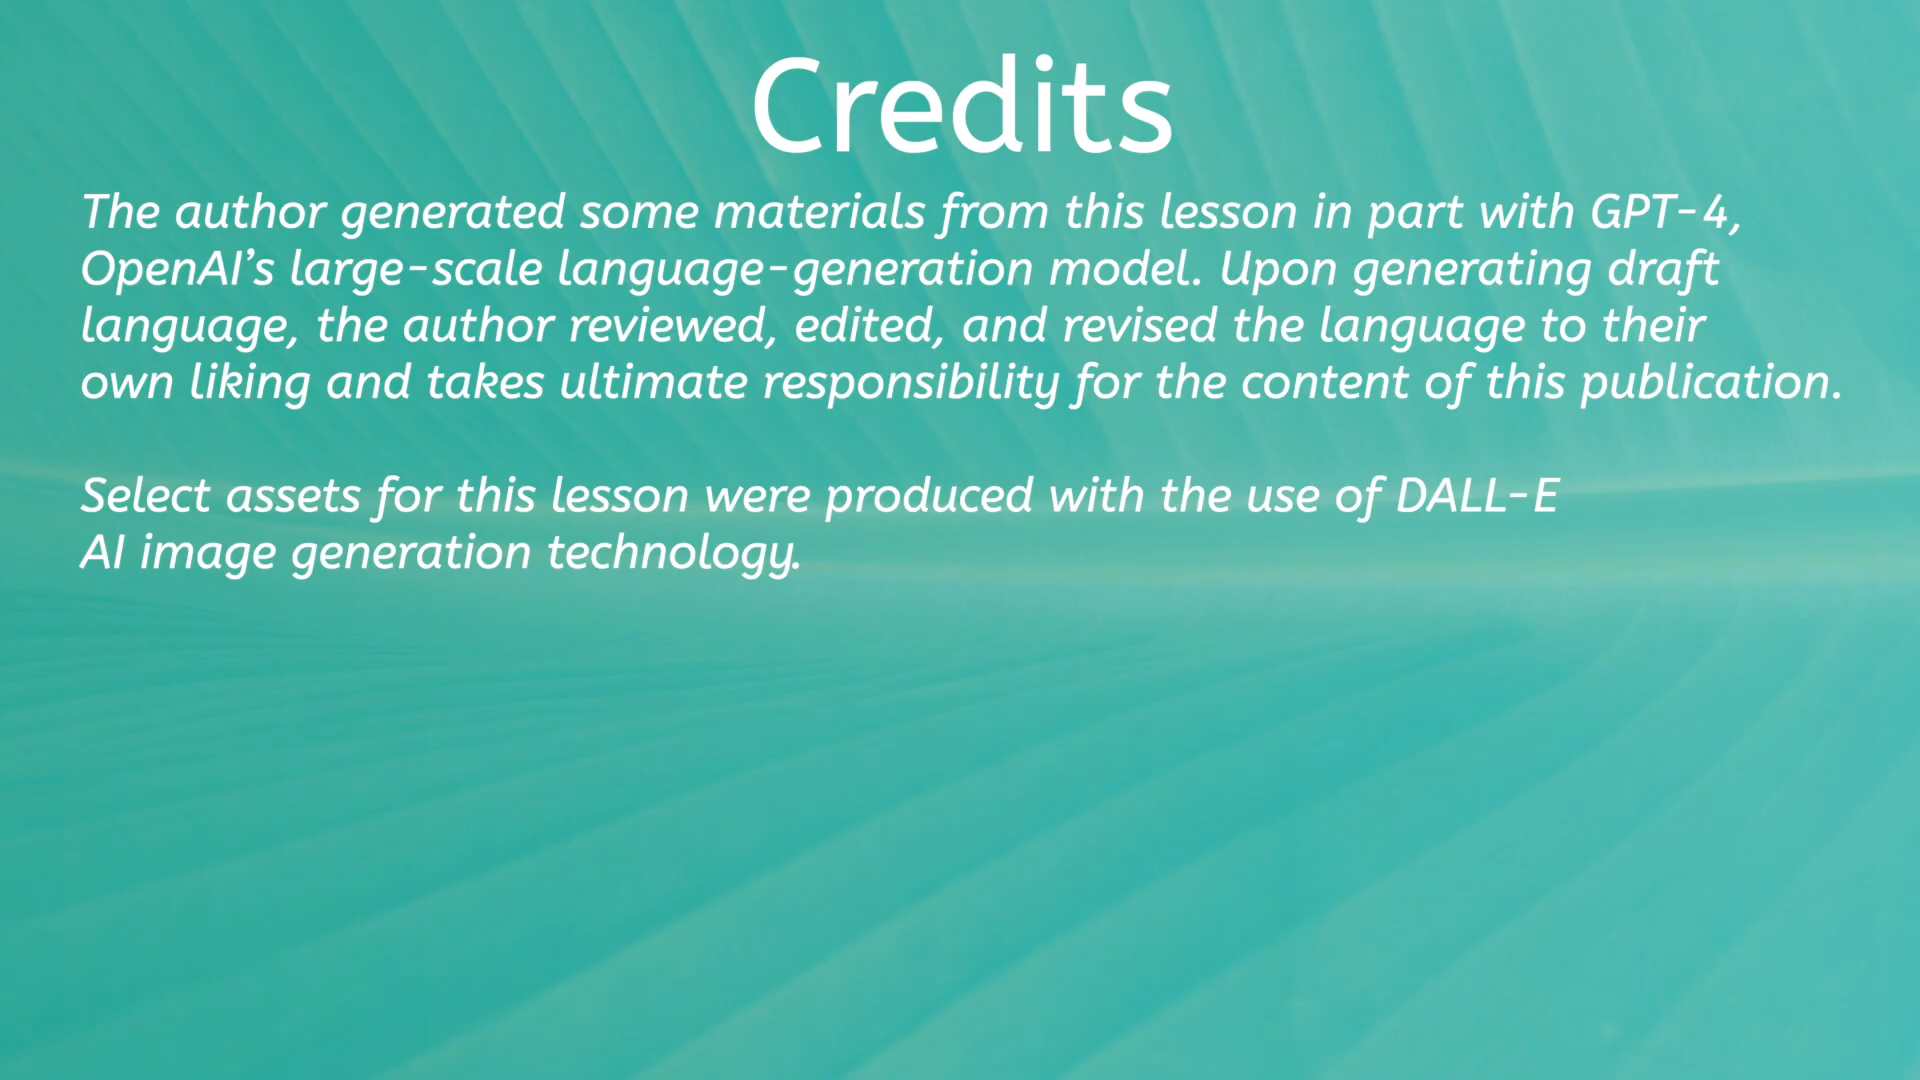 Credits
The author generated some materials from this lesson in part with GPT-4,
OpenAI’s large-scale language-generation model. Upon generating draft
language, the author reviewed, edited, and revised the language to their
own liking and takes ultimate responsibility for the content of this publication.
Select assets for this lesson were produced with the use of DALL-E
AI image generation technology.